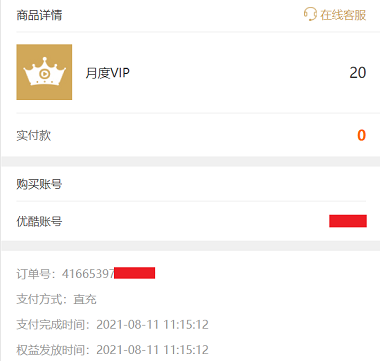 商品详情 在线客服
月度VIP 20
实付款 0
购买账号
优酷账号
订单号：41665397
支付方式：直充
支付完成时间：2021-08-11 11:15:12
权益发放时间：2021-08-11 11:15:12